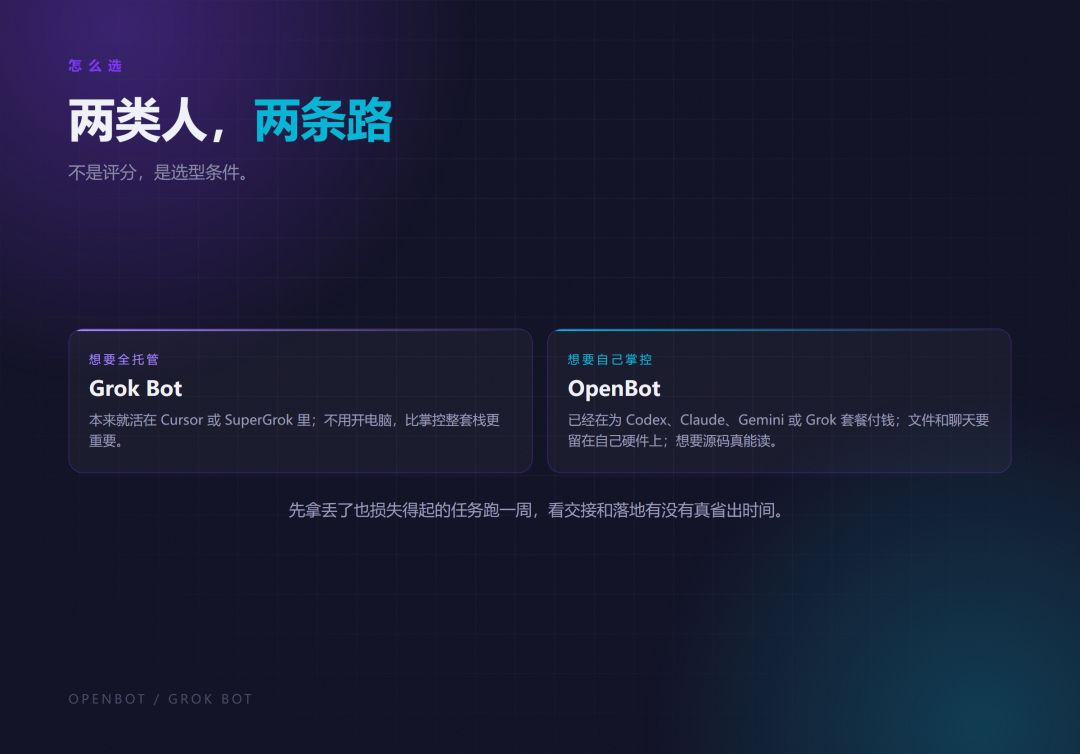 怎么选
两类人，两条路
不是评分，是选型条件。
想要全托管
Grok Bot
本来就活在 Cursor 或 SuperGrok 里；不用开电脑，比掌控整套栈更
重要。
想要自己掌控
OpenBot
已经在为 Codex、Claude、Gemini 或 Grok 套餐付钱；文件和聊天要
留在自己硬件上；想要源码真能读。
先拿丢了也损失得起的任务跑一周，看交接和落地有没有真省出时间。
OPENBOT / GROK BOT